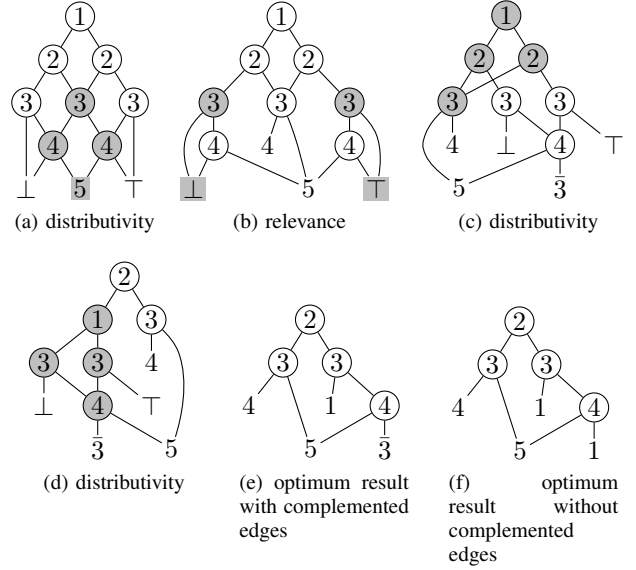 1
2 2
3 3 3
4 4
⊥ 5 ⊤
(a) distributivity
1
2 2
3 3 3
4 4 4
⊥ 5 ⊤
(b) relevance
1
2 2
3 3 3
4 ⊥ 4 ⊤
5 3̄
(c) distributivity
2
1 3
3 3 4
⊥ 4 ⊤
3̄ 5
(d) distributivity
2
3 3
4 1 4
5 3̄
(e) optimum result
with complemented
edges
2
3 3
4 1 4
5 1
(f) optimum
result without
complemented
edges